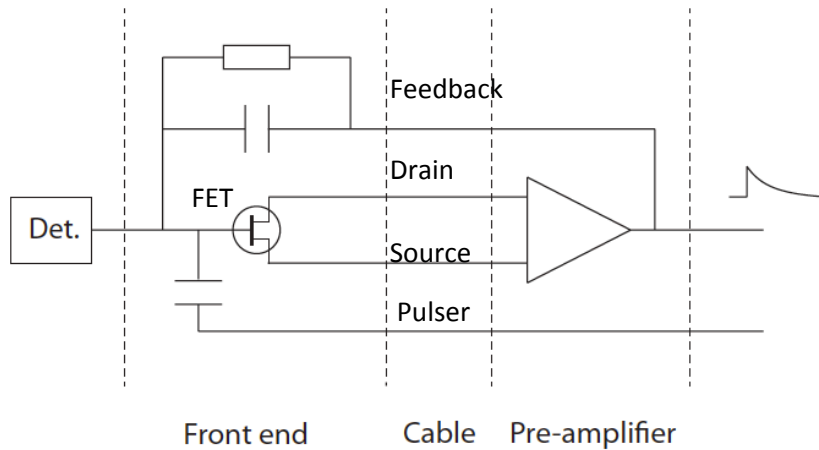 Feedback
Drain
FET
Det.
Source
Pulser
Front end
Cable
Pre-amplifier